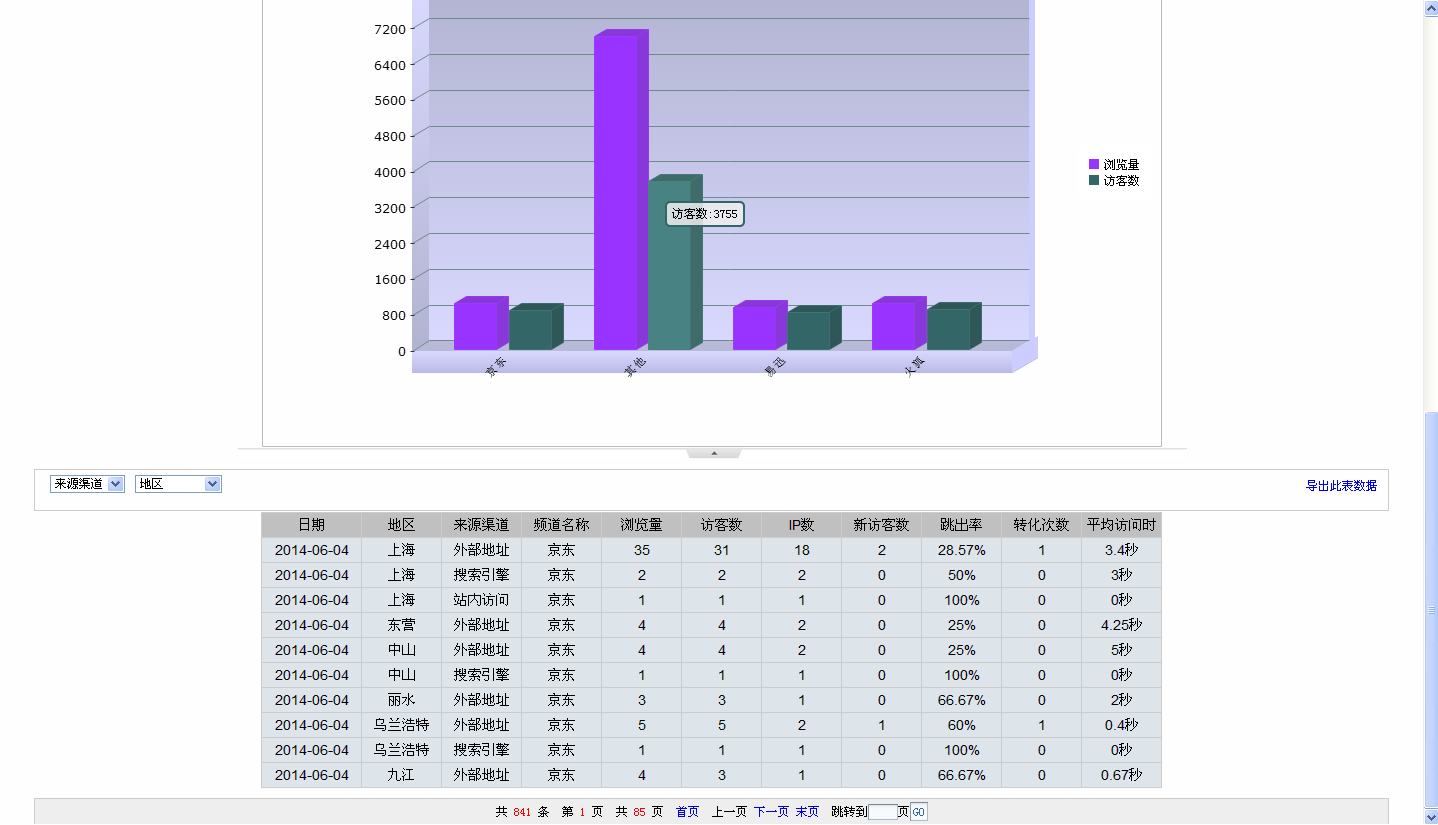 7200
6400
5600
4800
4000
3200
2400
1600
800
0
浏览量
访客数
访客数:3755
京东 其他 易迅 火狐
来源渠道 地区 导出此表数据
日期 地区 来源渠道 频道名称 浏览量 访客数 IP数 新访客数 跳出率 转化次数 平均访问时
2014-06-04 上海 外部地址 京东 35 31 18 2 28.57% 1 3.4秒
2014-06-04 上海 搜索引擎 京东 2 2 2 0 50% 0 3秒
2014-06-04 上海 站内访问 京东 1 1 1 0 100% 0 0秒
2014-06-04 东营 外部地址 京东 4 4 2 0 25% 0 4.25秒
2014-06-04 中山 外部地址 京东 4 4 2 0 25% 0 5秒
2014-06-04 中山 搜索引擎 京东 1 1 1 0 100% 0 0秒
2014-06-04 丽水 外部地址 京东 3 3 1 0 66.67% 0 2秒
2014-06-04 乌兰浩特 外部地址 京东 5 5 2 1 60% 1 0.4秒
2014-06-04 乌兰浩特 搜索引擎 京东 1 1 1 0 100% 0 0秒
2014-06-04 九江 外部地址 京东 4 3 1 0 66.67% 0 0.67秒
共 841 条 第 1 页 共 85 页 首页 上一页 下一页 末页 跳转到 页 GO